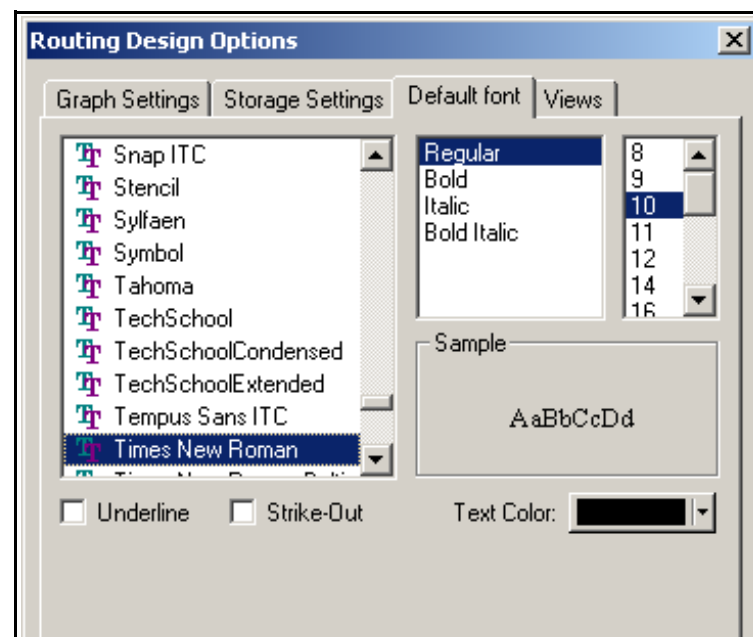 Routing Design Options
Graph Settings
Storage Settings
Default font
Views
Snap ITC
Stencil
Sylfaen
Symbol
Tahoma
TechSchool
TechSchoolCondensed
TechSchoolExtended
Tempus Sans ITC
Times New Roman
Regular
Bold
Italic
Bold Italic
8
9
10
11
12
14
16
Sample
AaBbCcDd
Underline
Strike-Out
Text Color: